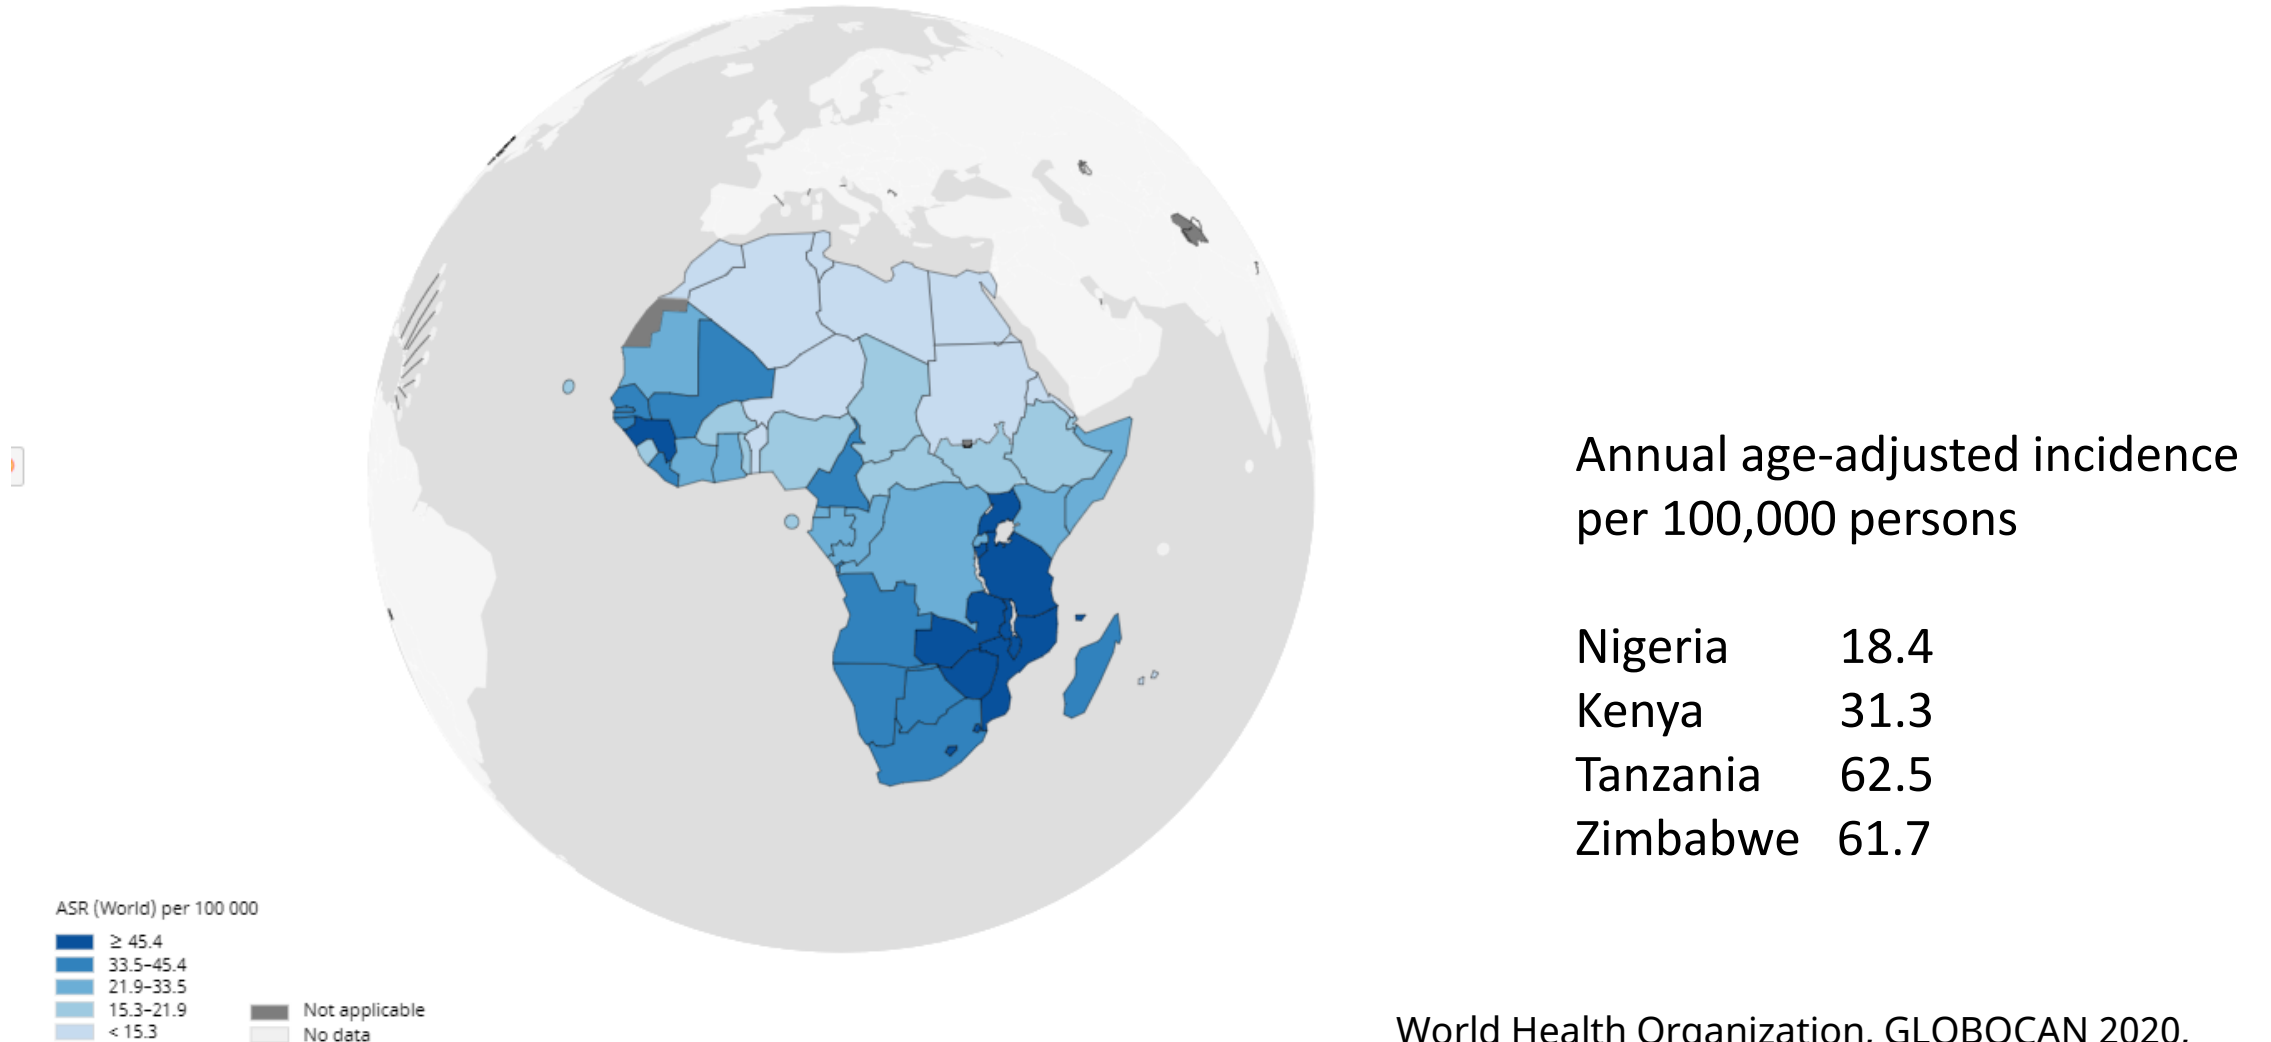 Annual age-adjusted incidence
per 100,000 persons
Nigeria 18.4
Kenya 31.3
Tanzania 62.5
Zimbabwe 61.7
ASR (World) per 100 000
≥ 45.4
33.5–45.4
21.9–33.5
15.3–21.9
< 15.3
Not applicable
No data
World Health Organization, GLOBOCAN 2020,